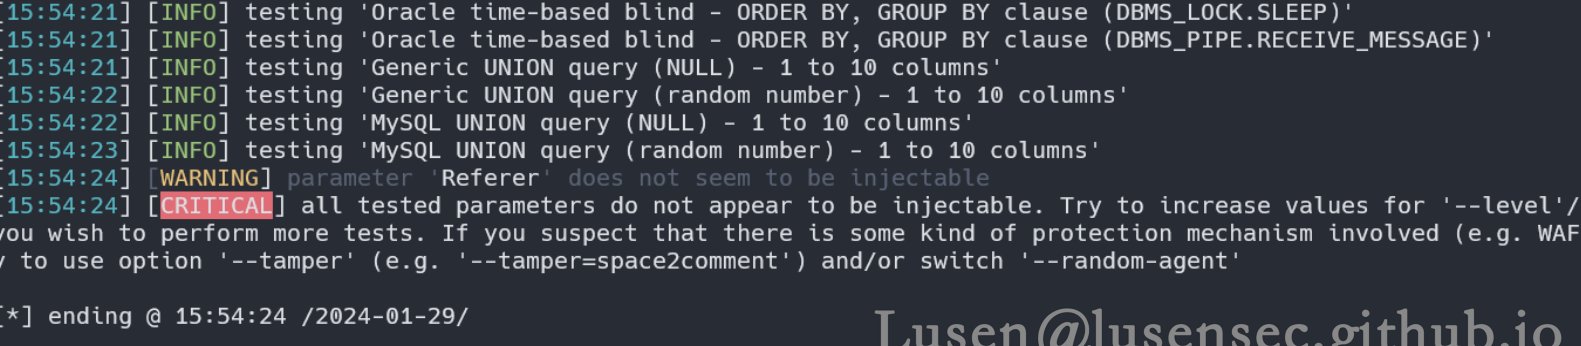 [15:54:21] [INFO] testing 'Oracle time-based blind - ORDER BY, GROUP BY clause (DBMS_LOCK.SLEEP)'
[15:54:21] [INFO] testing 'Oracle time-based blind - ORDER BY, GROUP BY clause (DBMS_PIPE.RECEIVE_MESSAGE)'
[15:54:21] [INFO] testing 'Generic UNION query (NULL) - 1 to 10 columns'
[15:54:22] [INFO] testing 'Generic UNION query (random number) - 1 to 10 columns'
[15:54:22] [INFO] testing 'MySQL UNION query (NULL) - 1 to 10 columns'
[15:54:23] [INFO] testing 'MySQL UNION query (random number) - 1 to 10 columns'
[15:54:24] [WARNING] parameter 'Referer' does not seem to be injectable
[15:54:24] [CRITICAL] all tested parameters do not appear to be injectable. Try to increase values for '--level'/
you wish to perform more tests. If you suspect that there is some kind of protection mechanism involved (e.g. WAF
y to use option '--tamper' (e.g. '--tamper=space2comment') and/or switch '--random-agent'
[*] ending @ 15:54:24 /2024-01-29/
Lusen@lusensec.github.io